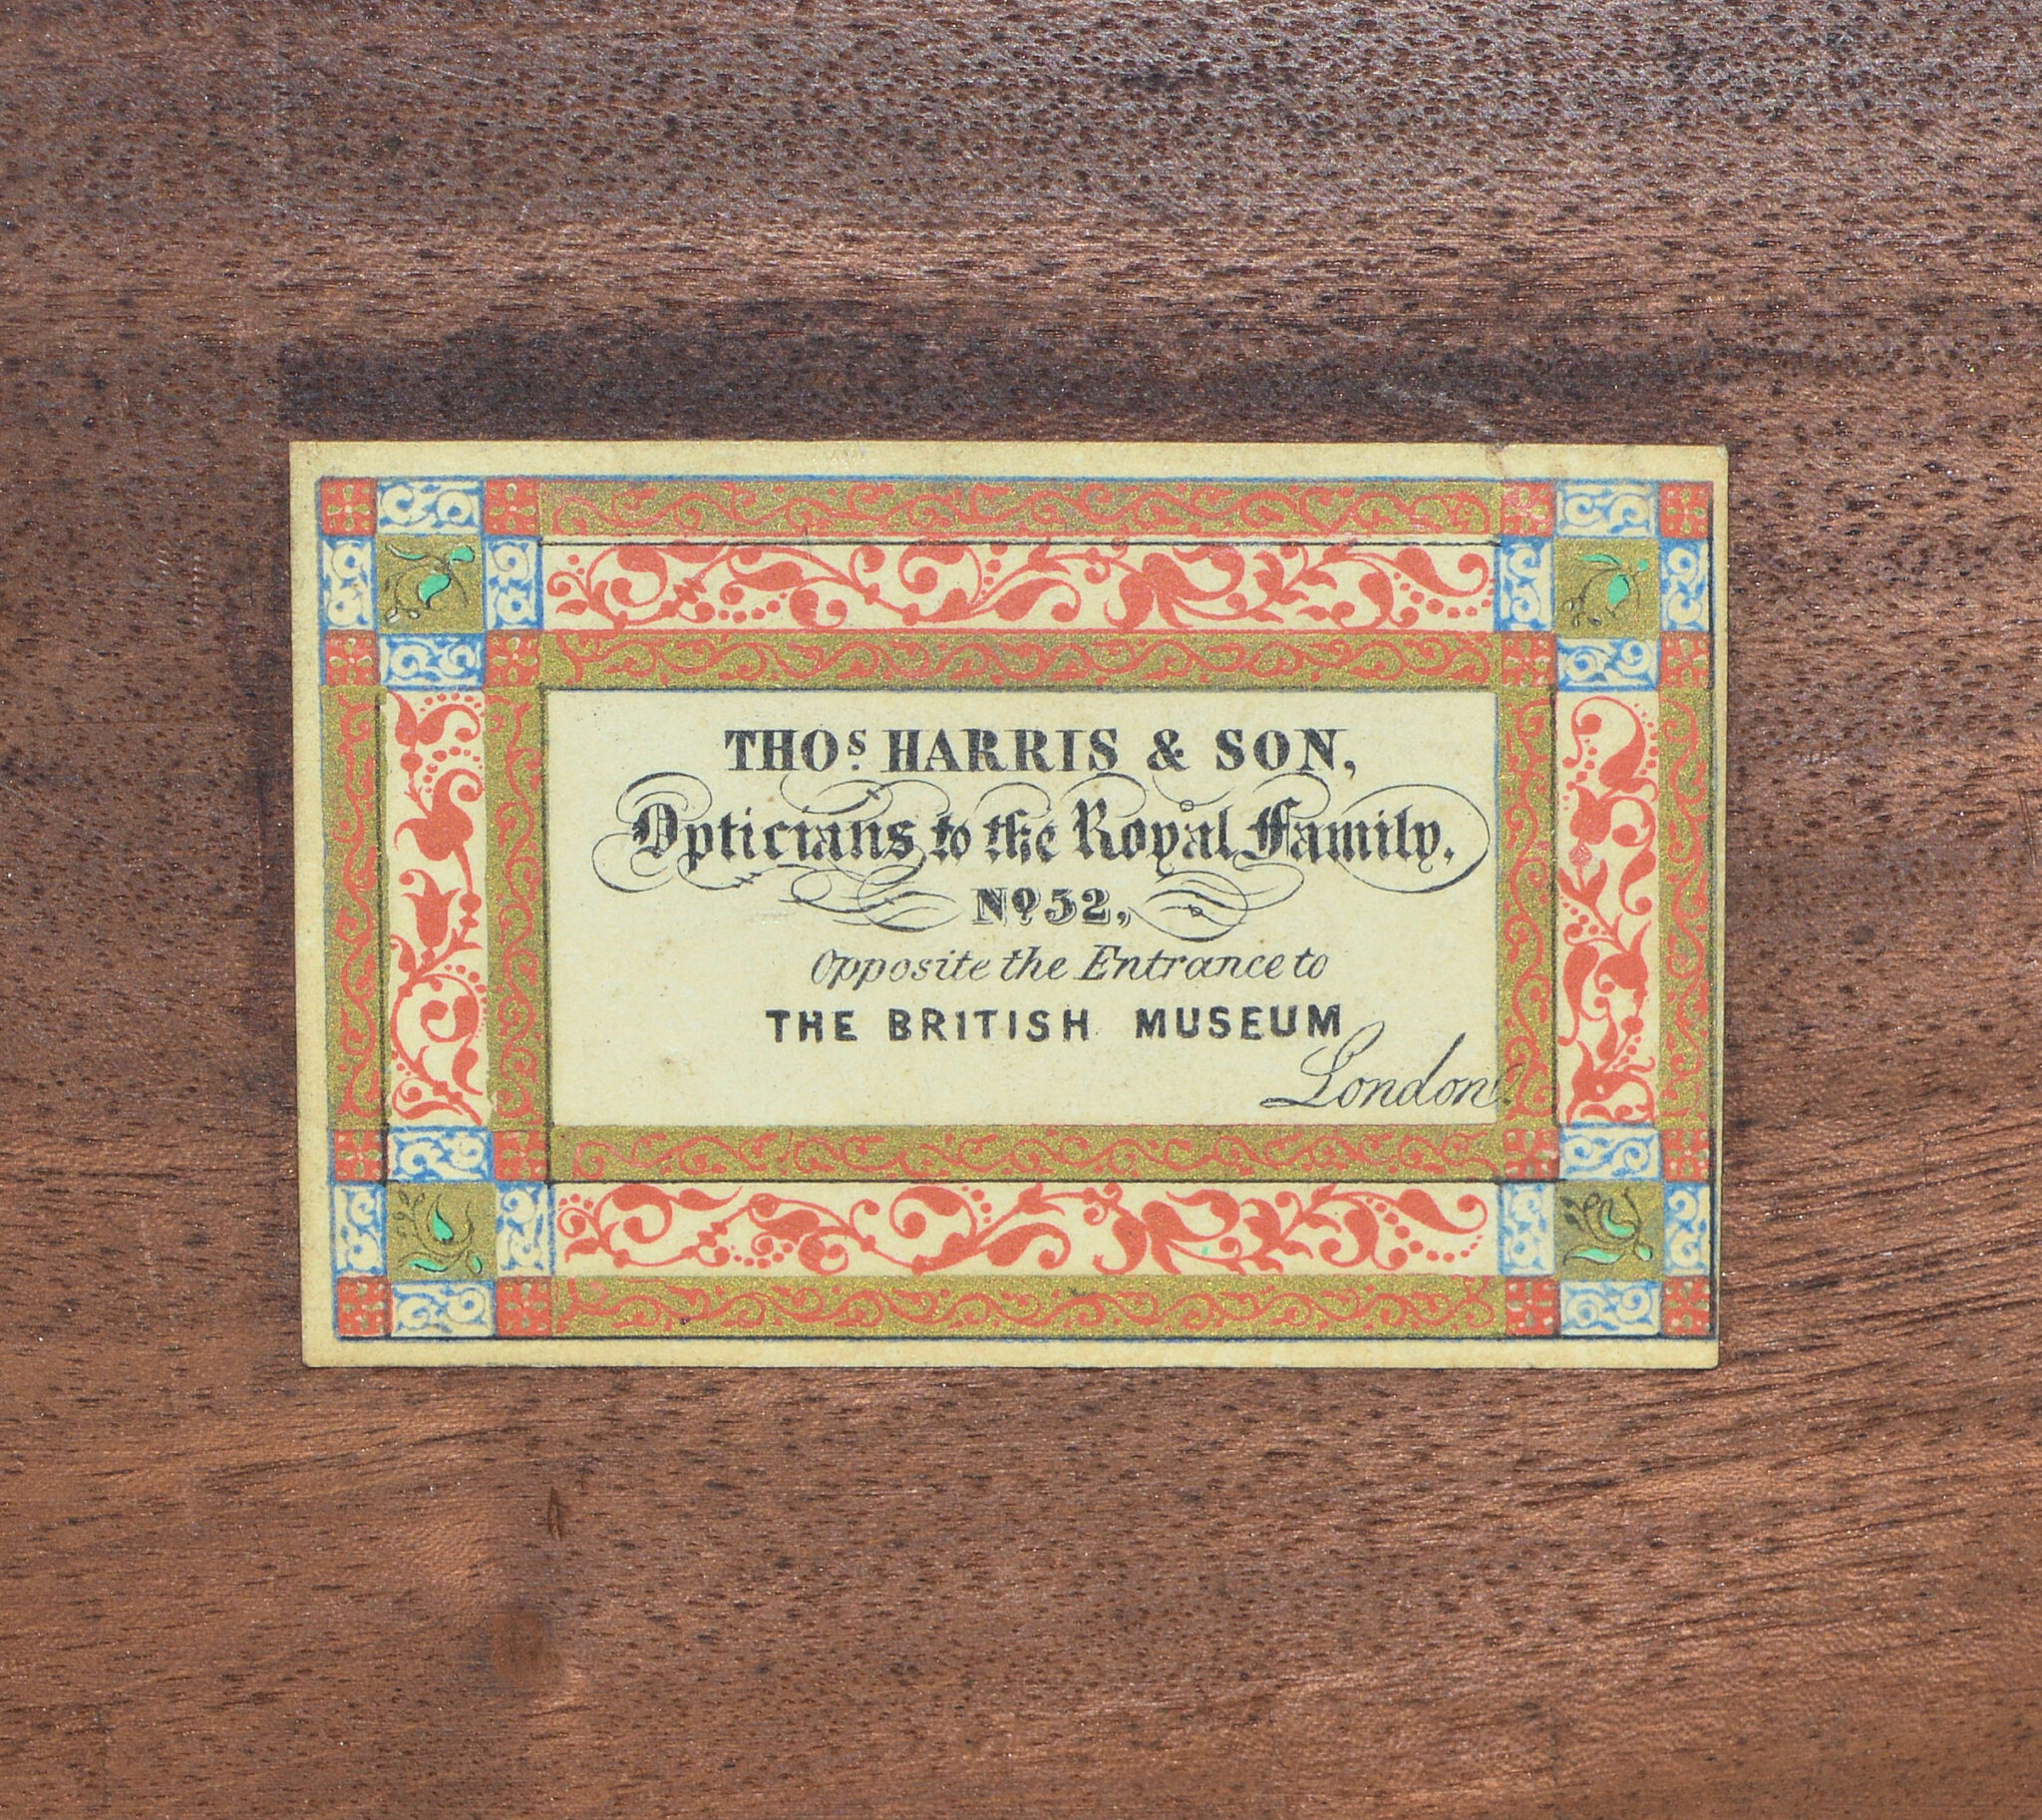 THOS. HARRIS & SON,
Opticians to the Royal Family,
No. 52,
Opposite the Entrance to
THE BRITISH MUSEUM
London.